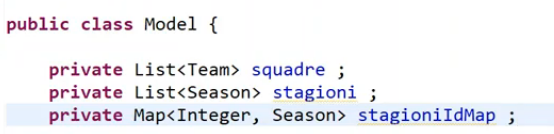 public class Model {
private List<Team> squadre ;
private List<Season> stagioni ;
private Map<Integer, Season> stagioniIdMap ;